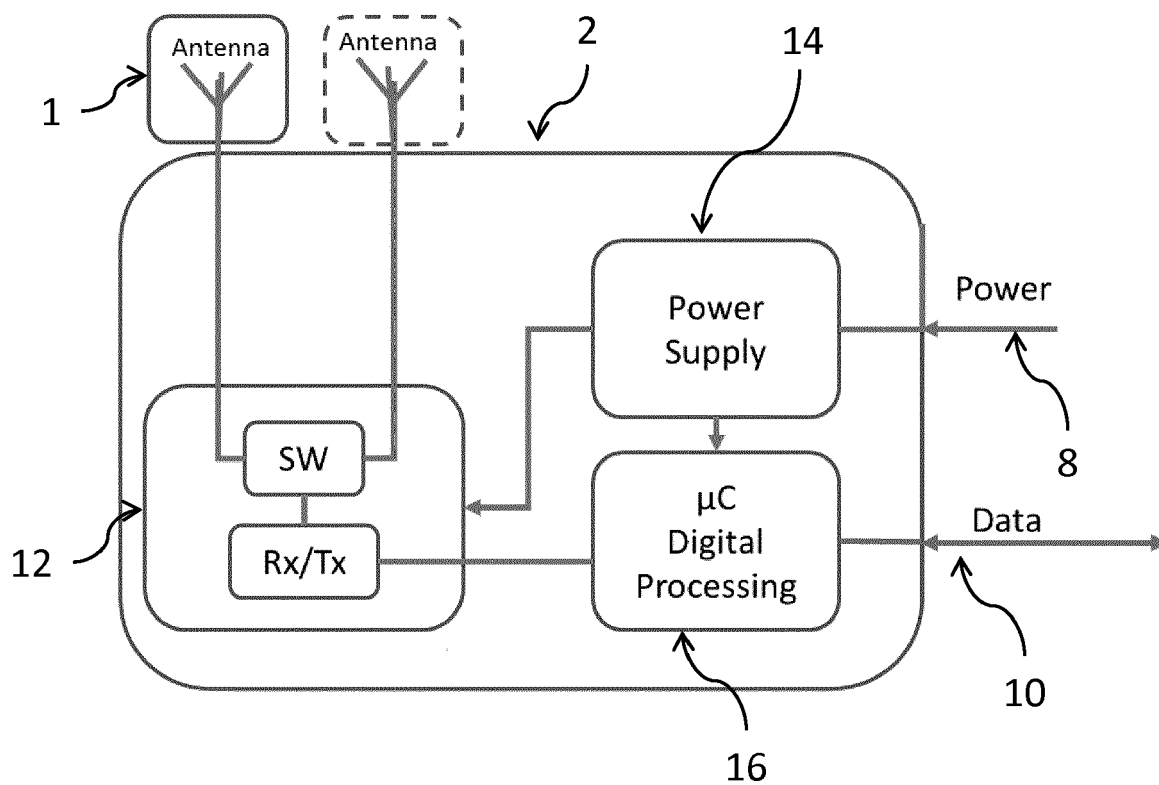 Antenna
Antenna
2
14
1
Power
Supply
Power
8
SW
Rx/Tx
12
µC
Digital
Processing
Data
10
16